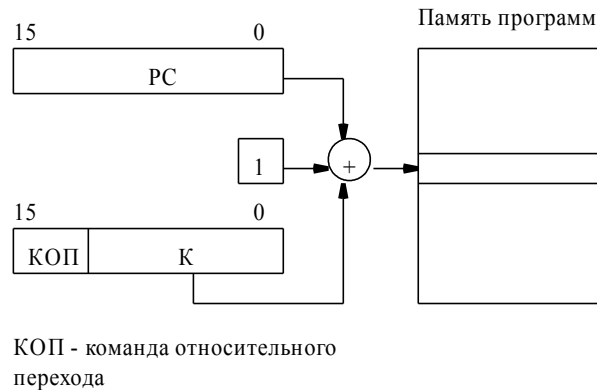 Память программ
15 0
PC
1
+
15 0
КОП К
КОП - команда относительного
перехода